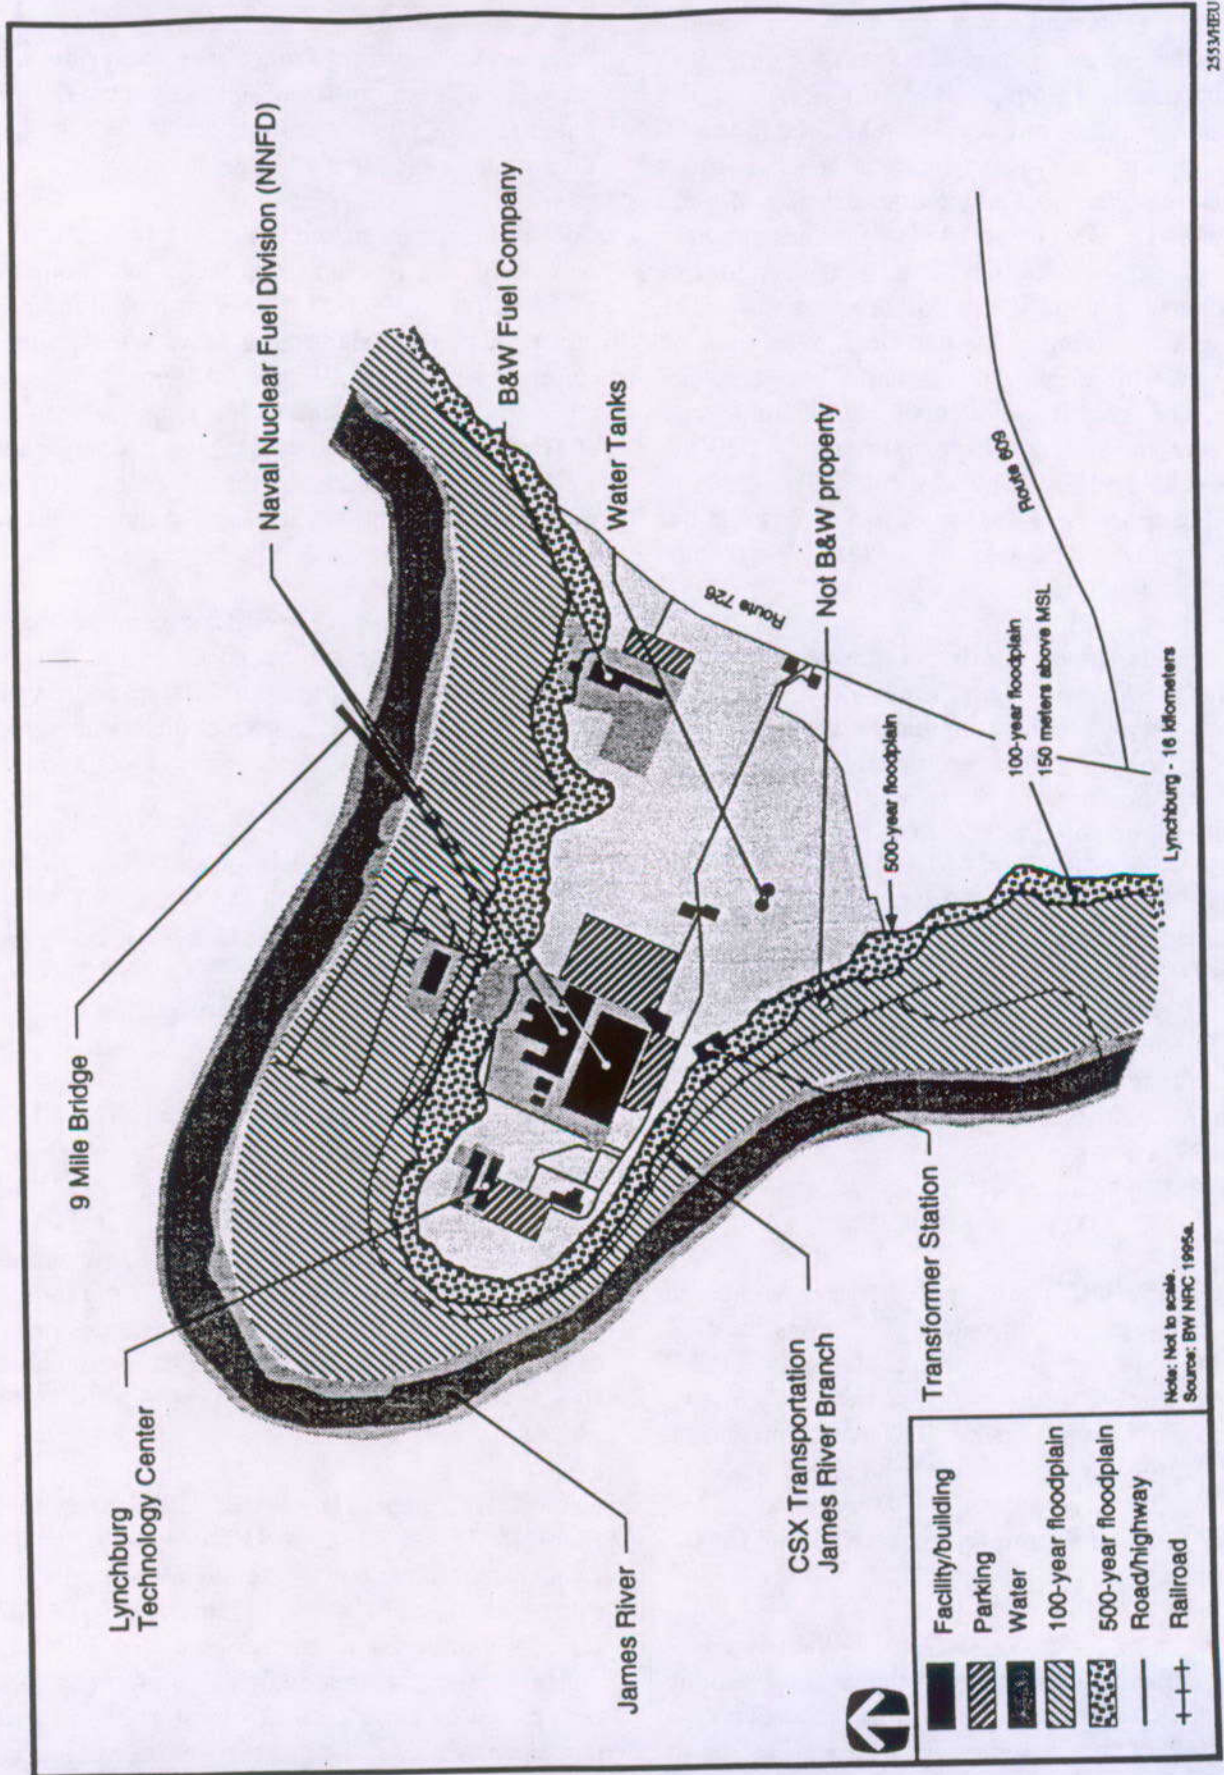 9 Mile Bridge
Naval Nuclear Fuel Division (NNFD)
B&W Fuel Company
Water Tanks
Lynchburg
Technology Center
James River
Route 726
Not B&W property
Route 609
500-year floodplain
100-year floodplain
150 meters above MSL
Lynchburg - 16 kilometers
CSX Transportation
James River Branch
Transformer Station
Facility/building
Parking
Water
100-year floodplain
500-year floodplain
Road/highway
Railroad
Note: Not to scale.
Source: BW NRC 1995a.
2553/HEU